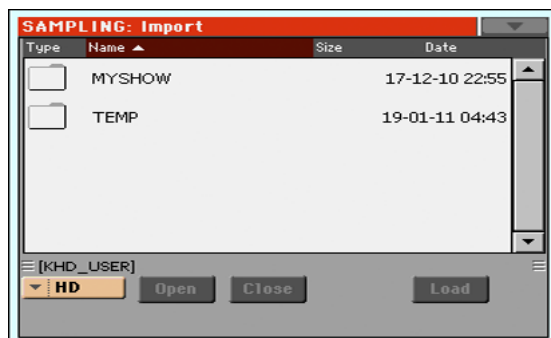 SAMPLING: Import
Type Name Size Date
MYSHOW 17-12-10 22:55
TEMP 19-01-11 04:43
[KHD_USER]
HD Open Close Load